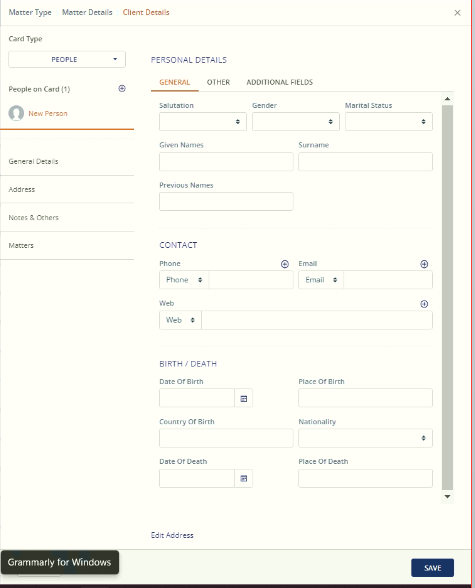 Matter Type Matter Details Client Details
Card Type
PEOPLE
People on Card (1)
New Person
General Details
Address
Notes & Others
Matters
PERSONAL DETAILS
GENERAL OTHER ADDITIONAL FIELDS
Salutation Gender Marital Status
Given Names Surname
Previous Names
CONTACT
Phone Email
Phone Email
Web
Web
BIRTH / DEATH
Date Of Birth Place Of Birth
Country Of Birth Nationality
Date Of Death Place Of Death
Edit Address
Grammarly for Windows
SAVE